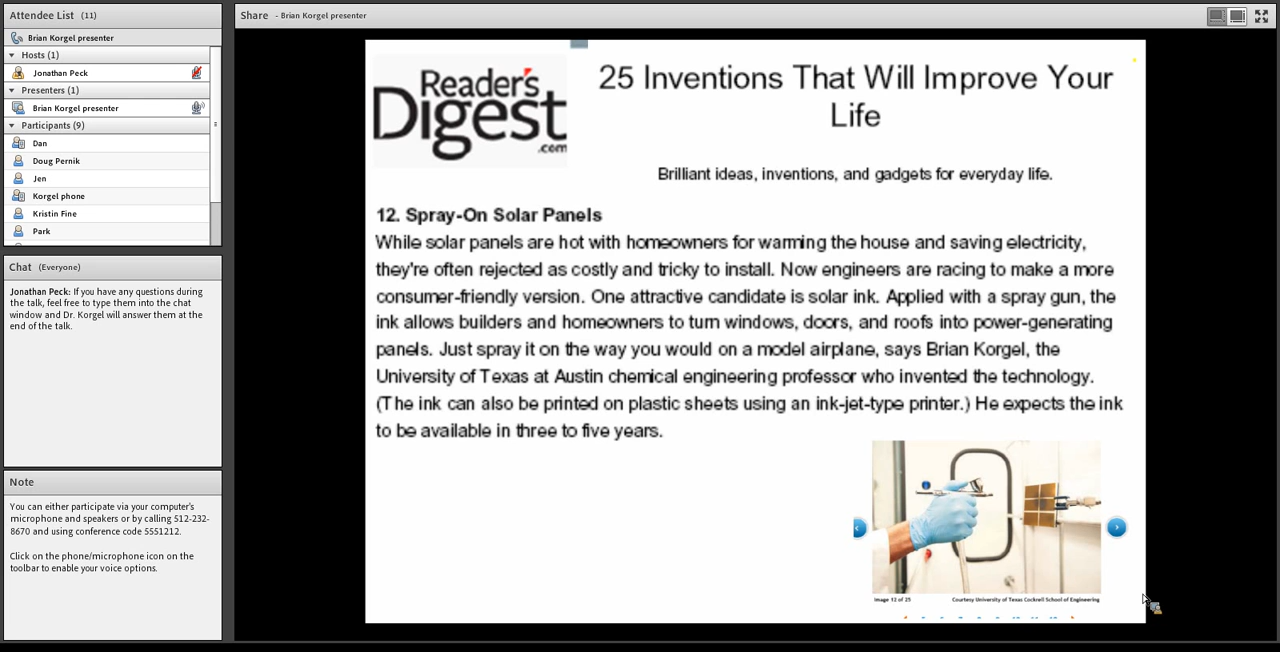 Attendee List (11)
Brian Korgel presenter
Hosts (1)
Jonathan Peck
Presenters (1)
Brian Korgel presenter
Participants (9)
Dan
Doug Pernik
Jen
Korgel phone
Kristin Fine
Park
Chat (Everyone)
Jonathan Peck: If you have any questions during
the talk, feel free to type them into the chat
window and Dr. Korgel will answer them at the
end of the talk.
Note
You can either participate via your computer's
microphone and speakers or by calling 512-232-
8670 and using conference code 5551212.
Click on the phone/microphone icon on the
toolbar to enable your voice options.
Share - Brian Korgel presenter
Reader's
Digest
.com
25 Inventions That Will Improve Your
Life
Brilliant ideas, inventions, and gadgets for everyday life.
12. Spray-On Solar Panels
While solar panels are hot with homeowners for warming the house and saving electricity,
they're often rejected as costly and tricky to install. Now engineers are racing to make a more
consumer-friendly version. One attractive candidate is solar ink. Applied with a spray gun, the
ink allows builders and homeowners to turn windows, doors, and roofs into power-generating
panels. Just spray it on the way you would on a model airplane, says Brian Korgel, the
University of Texas at Austin chemical engineering professor who invented the technology.
(The ink can also be printed on plastic sheets using an ink-jet-type printer.) He expects the ink
to be available in three to five years.
Image 12 of 25
Courtesy University of Texas Cockrell School of Engineering